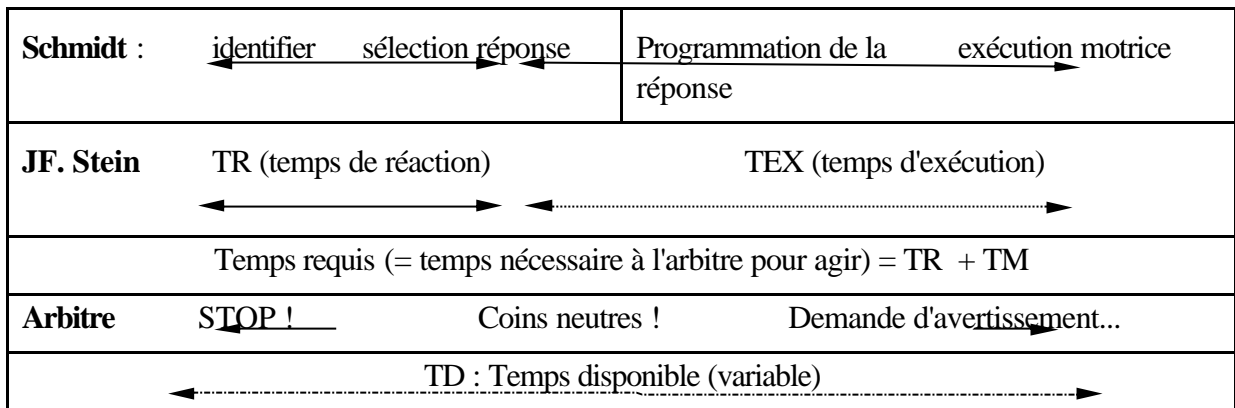 Schmidt : identifier sélection réponse Programmation de la exécution motrice
réponse
JF. Stein TR (temps de réaction) TEX (temps d'exécution)
Temps requis (= temps nécessaire à l'arbitre pour agir) = TR + TM
Arbitre STOP ! Coins neutres ! Demande d'avertissement...
TD : Temps disponible (variable)